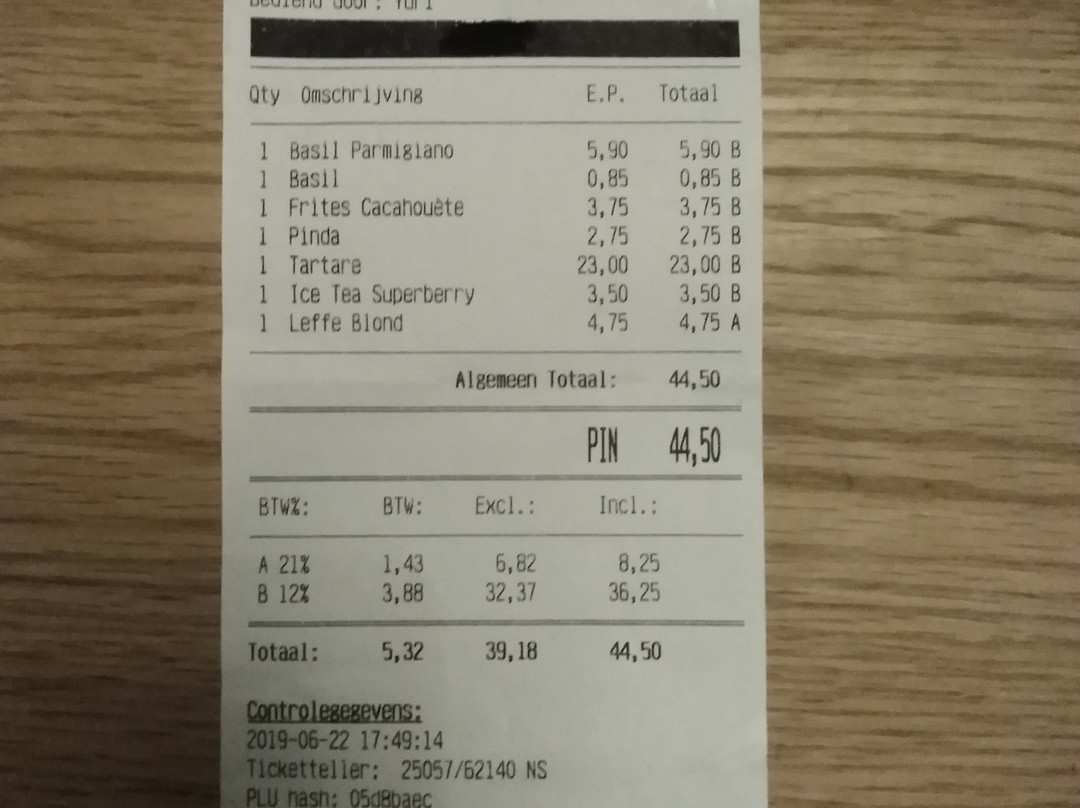 Bediend door: Yuri
Qty Omschrijving E.P. Totaal
1 Basil Parmigiano 5,90 5,90 B
1 Basil 0,85 0,85 B
1 Frites Cacahouète 3,75 3,75 B
1 Pinda 2,75 2,75 B
1 Tartare 23,00 23,00 B
1 Ice Tea Superberry 3,50 3,50 B
1 Leffe Blond 4,75 4,75 A
Algemeen Totaal: 44,50
PIN 44,50
BTW%: BTW: Excl.: Incl.:
A 21% 1,43 6,82 8,25
B 12% 3,88 32,37 36,25
Totaal: 5,32 39,18 44,50
Controlegegevens:
2019-06-22 17:49:14
Ticketteller: 25057/62140 NS
PLU hash: 05d8baec